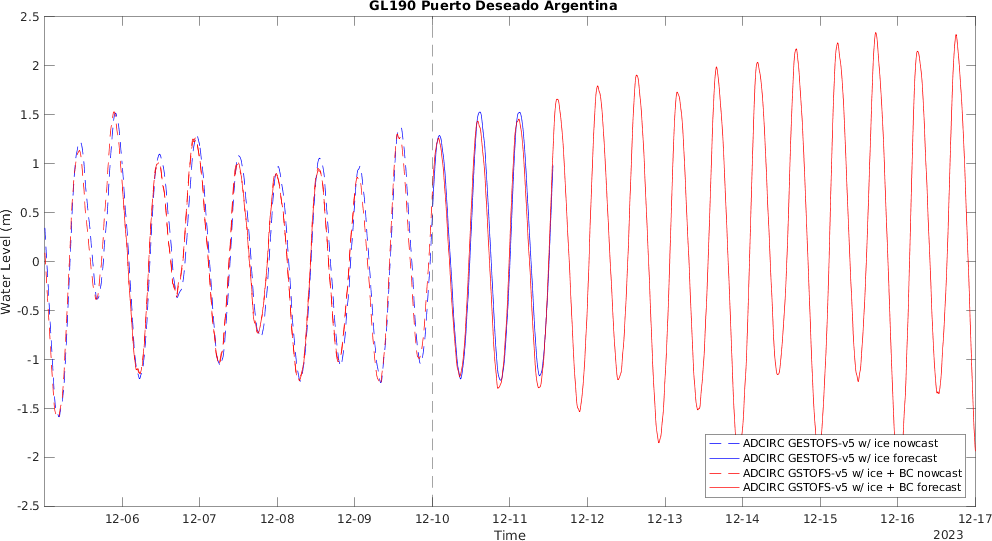 GL190 Puerto Deseado Argentina
2.5
2
1.5
1
0.5
0
-0.5
-1
-1.5
-2
-2.5
Water Level (m)
ADCIRC GESTOFS-v5 w/ ice nowcast
ADCIRC GESTOFS-v5 w/ ice forecast
ADCIRC GSTOFS-v5 w/ ice + BC nowcast
ADCIRC GSTOFS-v5 w/ ice + BC forecast
12-06 12-07 12-08 12-09 12-10 12-11 12-12 12-13 12-14 12-15 12-16 12-17
Time
2023